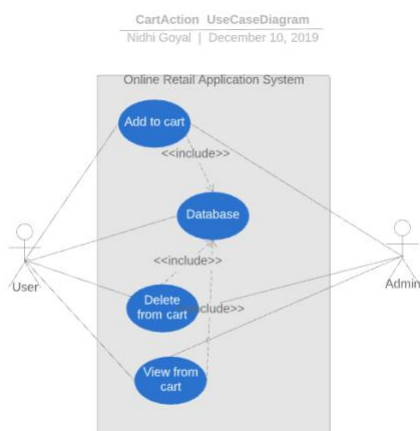 CartAction UseCaseDiagram
Nidhi Goyal | December 10, 2019
Online Retail Application System
Add to cart
<<include>>
Database
<<include>>
User
Admin
Delete
from cart
<<include>>
View from
cart